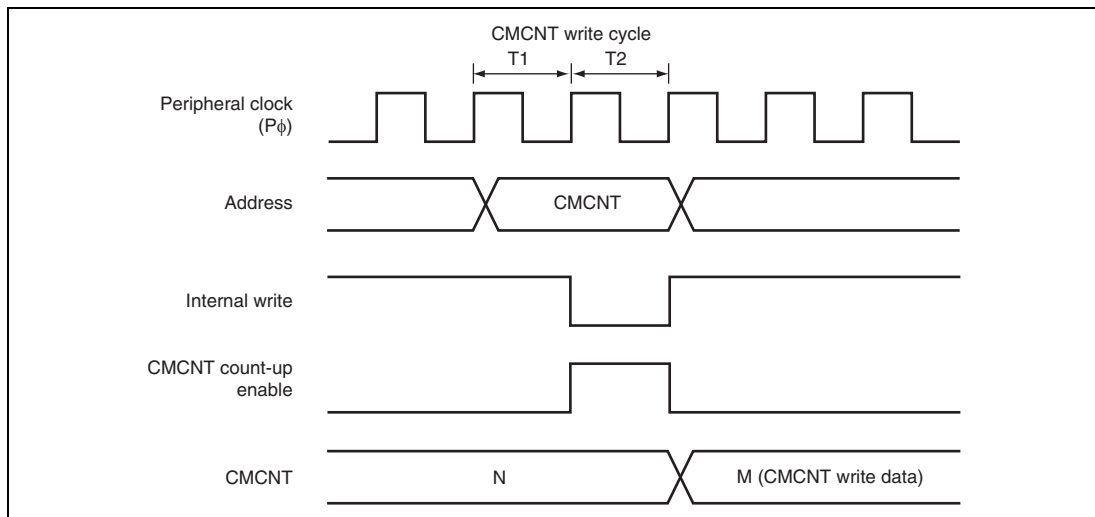 CMCNT write cycle
T1 T2
Peripheral clock
(Pϕ)
Address
CMCNT
Internal write
CMCNT count-up
enable
CMCNT
N
M (CMCNT write data)